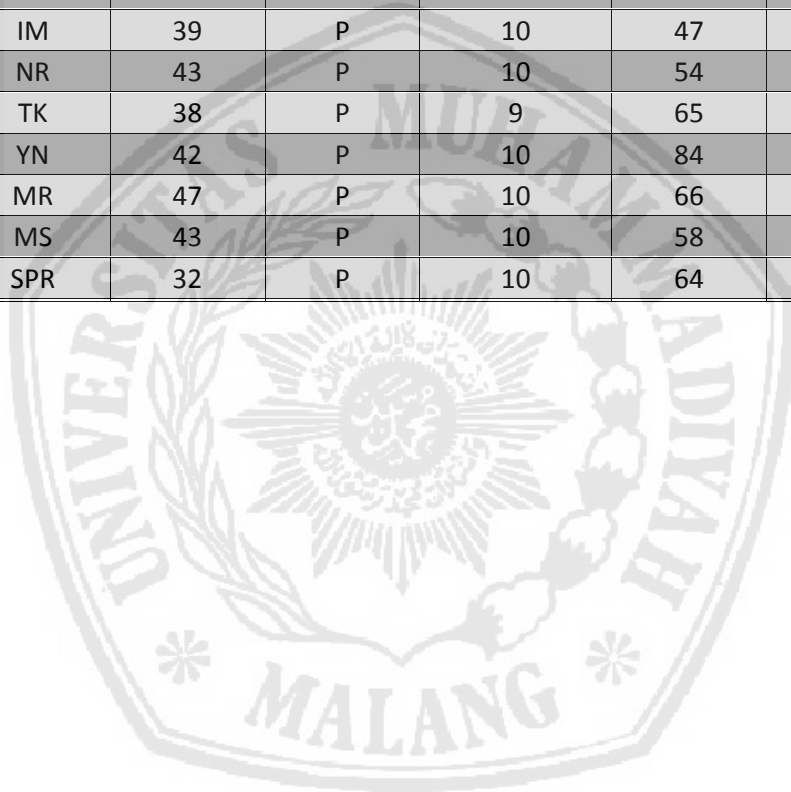 IM 39 P 10 47
NR 43 P 10 54
TK 38 P 9 65
YN 42 P 10 84
MR 47 P 10 66
MS 43 P 10 58
SPR 32 P 10 64
UNIVERSITAS MUHAMMADIYAH
MALANG